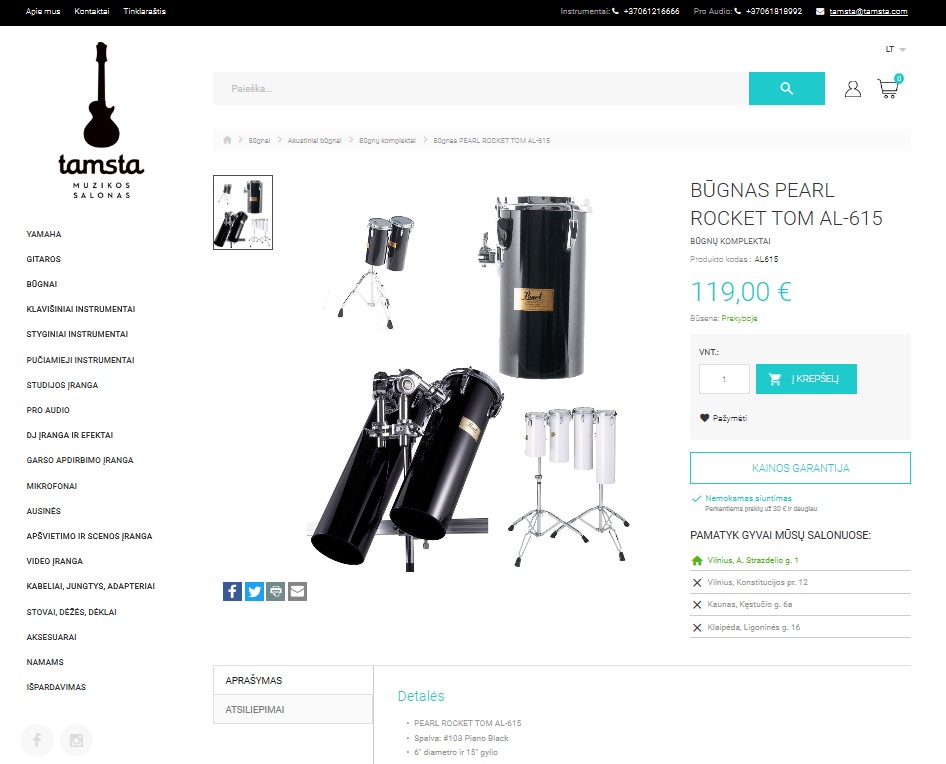 Apie mus Kontaktai Tinklaraštis
Instrumentai: +37061216666 Pro Audio: +37061818992 tamsta@tamsta.com
LT
Paieška...
0
tamsta
MUZIKOS
SALONAS
Būgnai Akustiniai būgnai Būgnų komplektai Būgnas PEARL ROCKET TOM AL-615
YAMAHA
GITAROS
BŪGNAI
KLAVIŠINIAI INSTRUMENTAI
STYGINIAI INSTRUMENTAI
PUČIAMIEJI INSTRUMENTAI
STUDIJOS ĮRANGA
PRO AUDIO
DJ ĮRANGA IR EFEKTAI
GARSO APDIRBIMO ĮRANGA
MIKROFONAI
AUSINĖS
APŠVIETIMO IR SCENOS ĮRANGA
VIDEO ĮRANGA
KABELIAI, JUNGTYS, ADAPTERIAI
STOVAI, DĖŽĖS, DĖKLAI
AKSESUARAI
NAMAMS
IŠPARDAVIMAS
Pearl
BŪGNAS PEARL
ROCKET TOM AL-615
BŪGNŲ KOMPLEKTAI
Produkto kodas : AL615
119,00 €
Būsena: Prekyboje
VNT.:
1
Į KREPŠELĮ
Pažymėti
KAINOS GARANTIJA
Nemokamas siuntimas
Perkantiems prekių už 30 € ir daugiau
PAMATYK GYVAI MŪSŲ SALONUOSE:
Vilnius, A. Strazdelio g. 1
Vilnius, Konstitucijos pr. 12
Kaunas, Kęstučio g. 6a
Klaipėda, Ligoninės g. 16
APRAŠYMAS
ATSILIEPIMAI
Detalės
• PEARL ROCKET TOM AL-615
• Spalva: #103 Piano Black
• 6" diametro ir 15" gylio